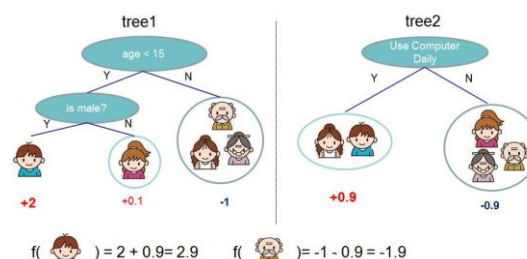 tree1
age < 15
Y
N
is male?
Y
N
+2
+0.1
-1
tree2
Use Computer
Daily
Y
N
+0.9
-0.9
f( ) = 2 + 0.9= 2.9
f( )= -1 - 0.9 = -1.9